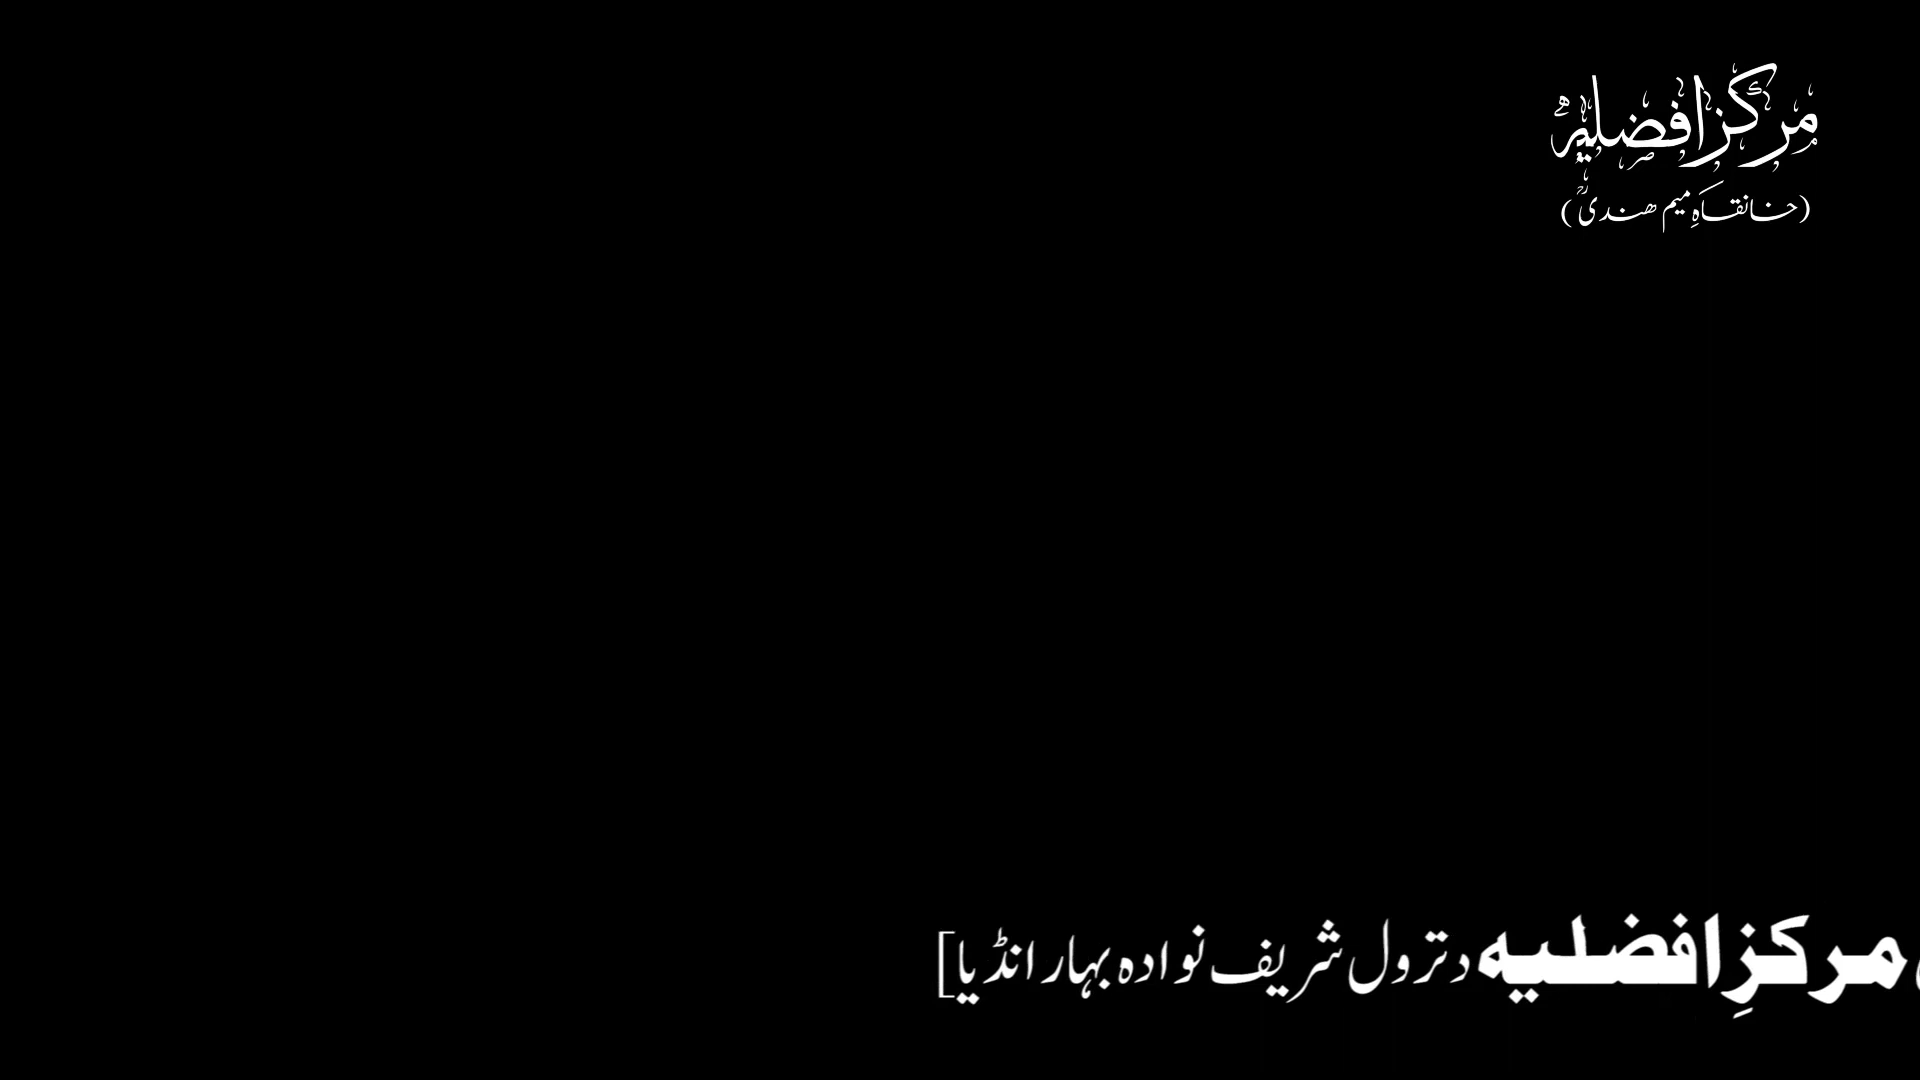 مرکز افضلیہ
(خانقاہِ میم ھندیؒ)
مرکزِ افضلیہ دترول شریف نوادہ بہار انڈیا]